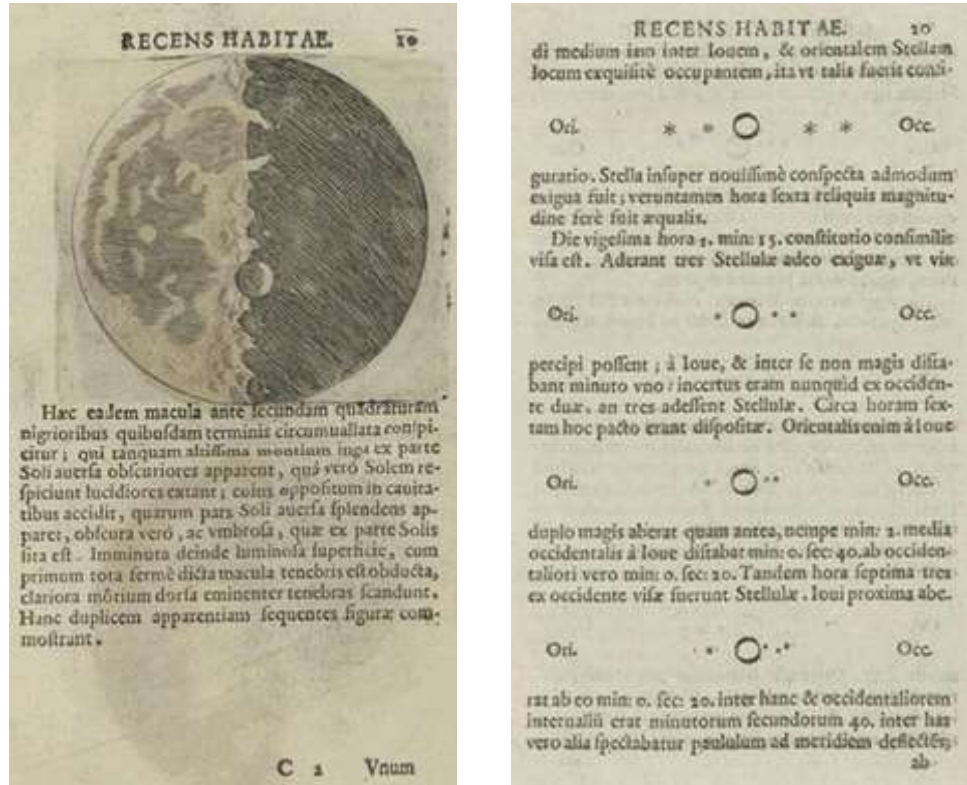 RECENS HABITAE. 10
Hæc eadem macula ante ſecundam quadraturam
nigrioribus quibuſdam terminis circumuallata conſpi-
citur; qui tanquam altiſſima montium iuga ex parte
Soli auerſa obſcuriores apparent, quà verò Solem re-
ſpiciunt lucidiores extant; cuius oppoſitum in cauita-
tibus accidit, quarum pars Soli auerſa ſplendens ap-
paret, obſcura verò, ac vmbroſa, quæ ex parte Solis
ſita eſt. Imminuta deinde luminoſa ſuperficie, cum
primum tota fermè dicta macula tenebris eſt obducta,
clariora mõtium dorſa eminenter tenebras ſcandunt.
Hanc duplicem apparentiam ſequentes figuræ com-
moſtrant.
C 2 Vnum
RECENS HABITAE. 20
di medium iam inter Iouem, & orientalem Stellam
locum exquiſitè occupantem, ita vt talis fuerit confi-
Ori. * * O * * Occ.
guratio. Stella inſuper nouiſſimè conſpecta admodum
exigua fuit; veruntamen hora ſexta reliquis magnitu-
dine ferè fuit æqualis.
Die vigeſima hora 1. min: 15. conſtitutio conſimilis
viſa eſt. Aderant tres Stellulæ adeo exiguæ, vt vix
Ori. Occ.
percipi poſſent; à Ioue, & inter ſe non magis diſta-
bant minuto vno: incertus eram nunquid ex occiden-
te duæ, an tres adeſſent Stellulæ. Circa horam ſex-
tam hoc pacto erant diſpoſitæ. Orientalis enim à Ioue
Ori. Occ.
duplo magis aberat quam antea, nempe min: 2. media
occidentalis à Ioue diſtabat min: 0. ſec: 40. ab occiden-
taliori vero min: 0. ſec: 20. Tandem hora ſeptima tres
ex occidente viſæ fuerunt Stellulæ. Ioui proxima abe-
Ori. Occ.
rat ab eo min: 0. ſec: 20. inter hanc & occidentaliorem
interuallũ erat minutorum ſecundorum 40. inter has
vero alia ſpectabatur paululum ad meridiem deflectẽs;
ab